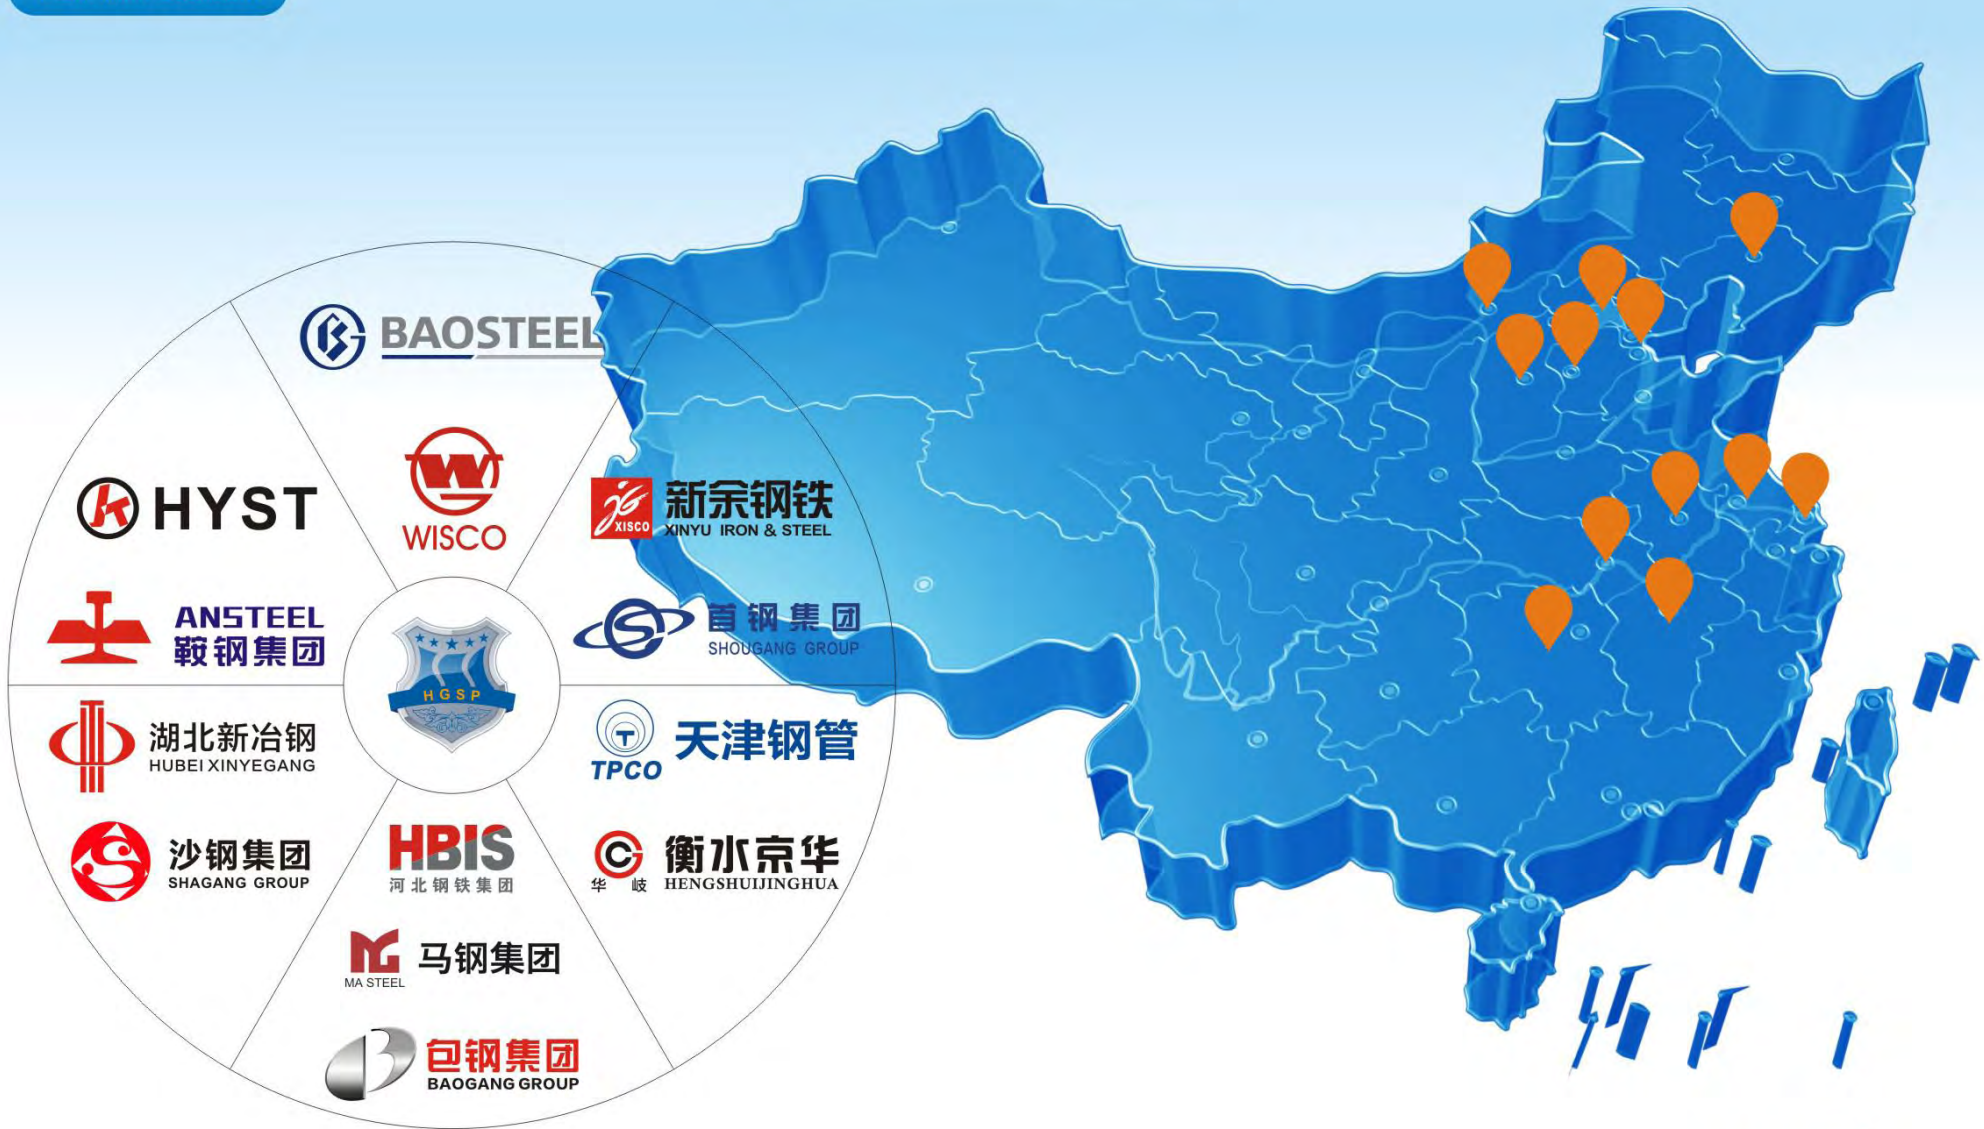 BAOSTEEL
WISCO
HYST
XISCO
新余钢铁
XINYU IRON & STEEL
ANSTEEL
鞍钢集团
首钢集团
SHOUGANG GROUP
HGSP
湖北新冶钢
HUBEI XINYEGANG
T
TPCO
天津钢管
沙钢集团
SHAGANG GROUP
HBIS
河北钢铁集团
华岐
衡水京华
HENGSHUIJINGHUA
MA STEEL
马钢集团
包钢集团
BAOGANG GROUP